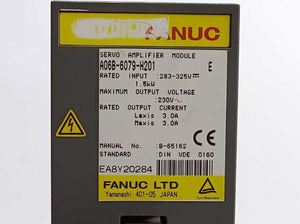 FANUC
SERVO AMPLIFIER MODULE
A06B-6079-H201 E
RATED INPUT :283-325V
1.5kW
MAXIMUM OUTPUT VOLTAGE
:230V~
RATED OUTPUT CURRENT
Laxis 3.0A
Maxis 3.0A
MANUAL No. :B-65162
STANDARD :DIN VDE 0160
EA8Y20284
FANUC LTD
Yamanashi 401-05 JAPAN
TÜV